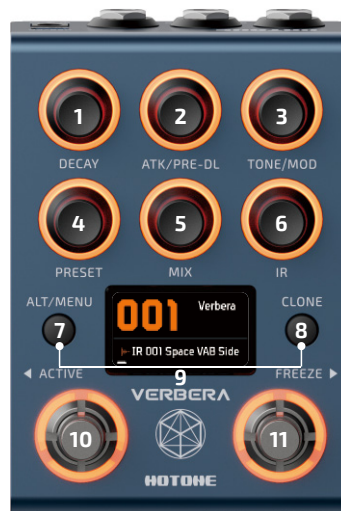 1 2 3
DECAY ATK/PRE-DL TONE/MOD
4 5 6
PRESET MIX IR
ALT/MENU CLONE
001 Verbera
7 8
IR 001 Space VAB Side
9
◀ ACTIVE FREEZE ▶
VERBERA
10 11
HOTONE